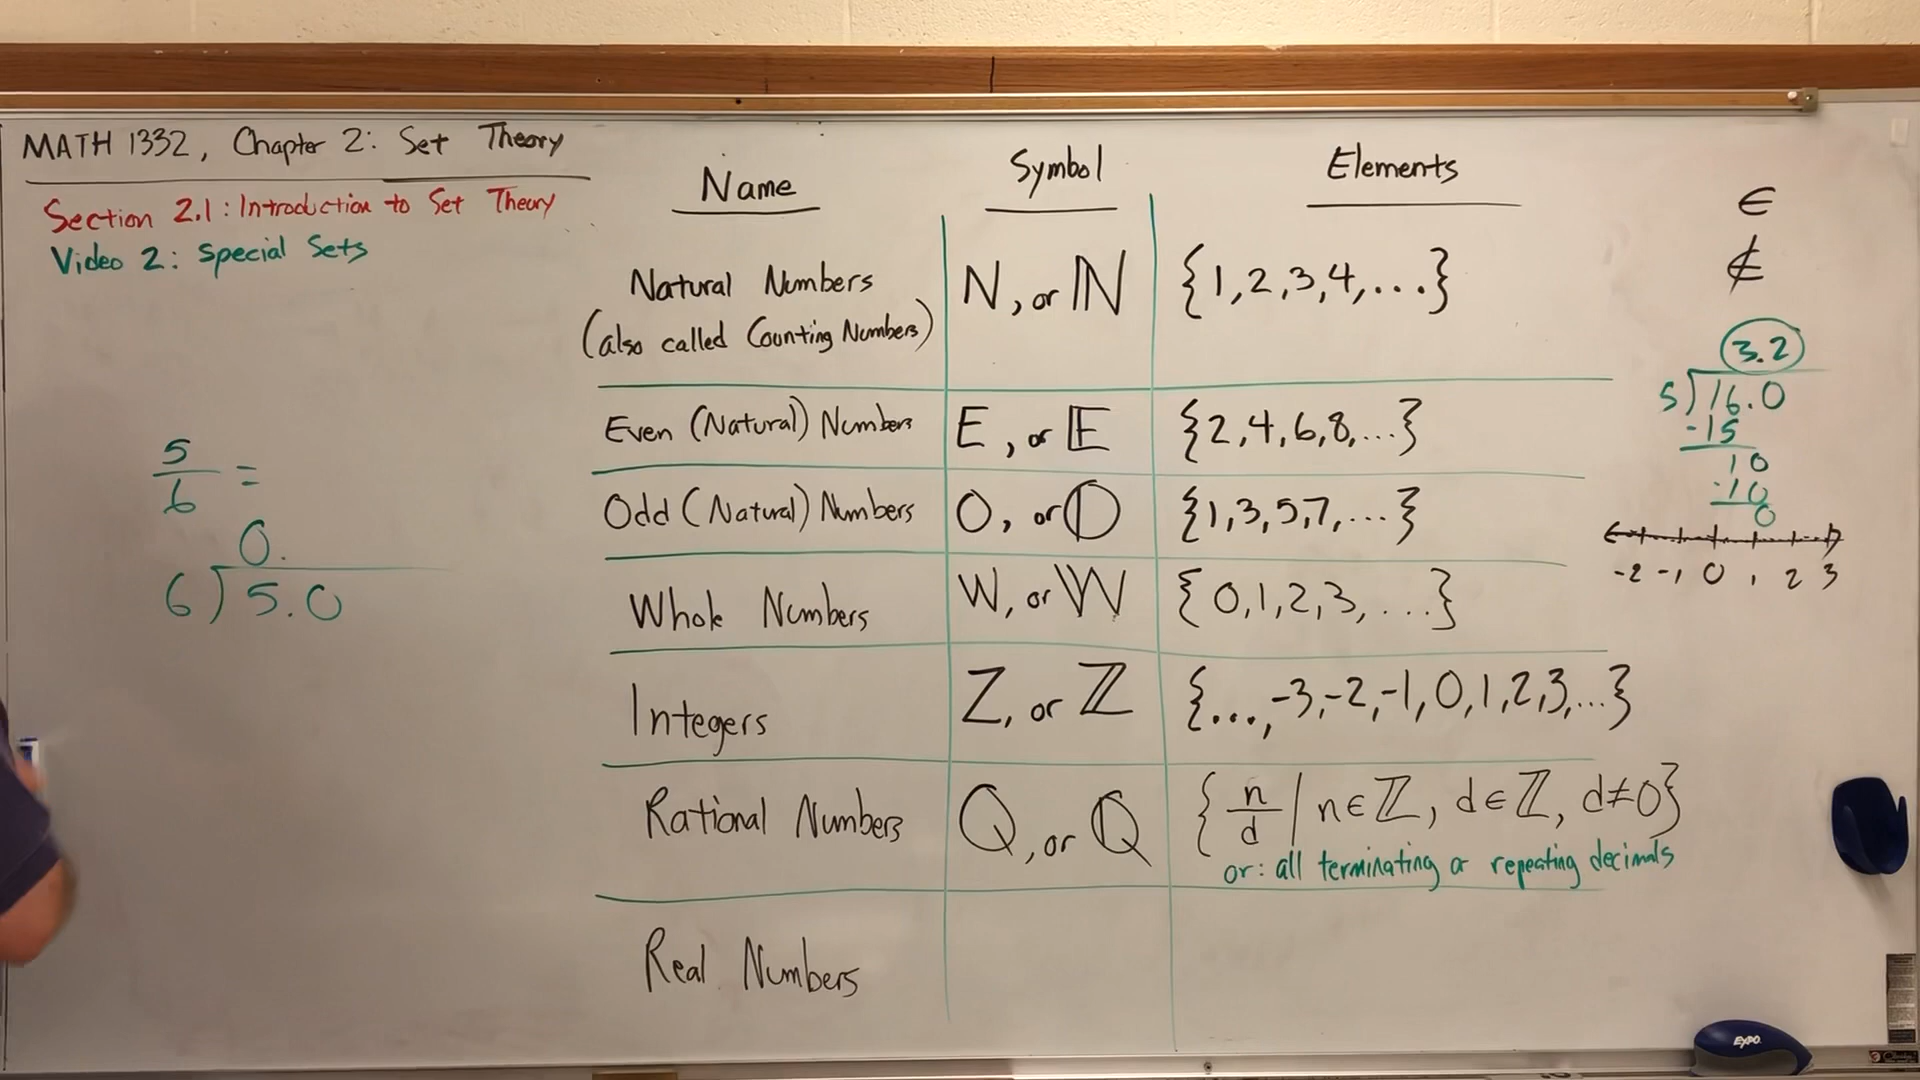 MATH 1332, Chapter 2: Set Theory
Section 2.1: Introduction to Set Theory
Video 2: Special Sets
Name Symbol Elements
Natural Numbers N, or ℕ {1,2,3,4,...}
(also called Counting Numbers)
Even (Natural) Numbers E, or 𝔼 {2,4,6,8,...}
Odd (Natural) Numbers O, or 𝕆 {1,3,5,7,...}
Whole Numbers W, or 𝕎 {0,1,2,3,...}
Integers Z, or ℤ {...,-3,-2,-1,0,1,2,3,...}
Rational Numbers Q, or ℚ {n/d | n∈ℤ, d∈ℤ, d≠0}
or: all terminating or repeating decimals
Real Numbers
5/6 =
0.
6)5.0
∈
∉
3.2
5)16.0
-15
10
-10
0
-2 -1 0 1 2 3
EXPO